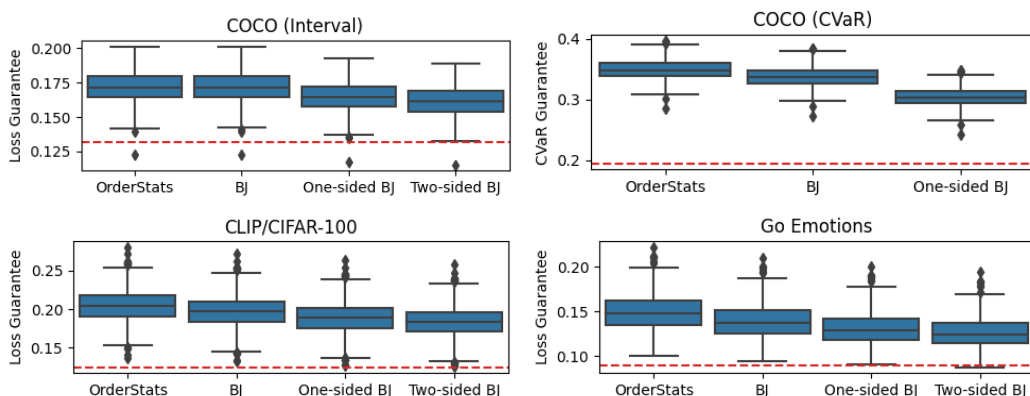 COCO (Interval)
Loss Guarantee
0.200
0.175
0.150
0.125
OrderStats BJ One-sided BJ Two-sided BJ
COCO (CVaR)
CVaR Guarantee
0.4
0.3
0.2
OrderStats BJ One-sided BJ
CLIP/CIFAR-100
Loss Guarantee
0.25
0.20
0.15
OrderStats BJ One-sided BJ Two-sided BJ
Go Emotions
Loss Guarantee
0.20
0.15
0.10
OrderStats BJ One-sided BJ Two-sided BJ